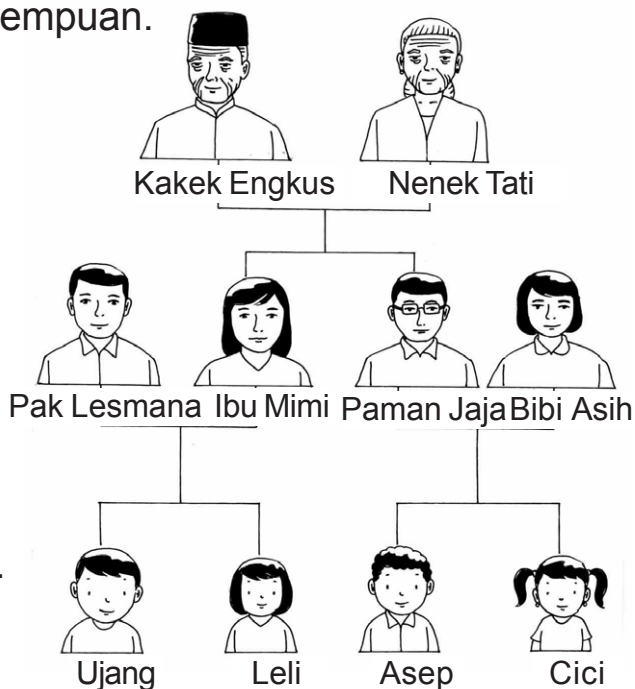 empuan.
Kakek Engkus Nenek Tati
Pak Lesmana Ibu Mimi Paman Jaja Bibi Asih
Ujang Leli Asep Cici